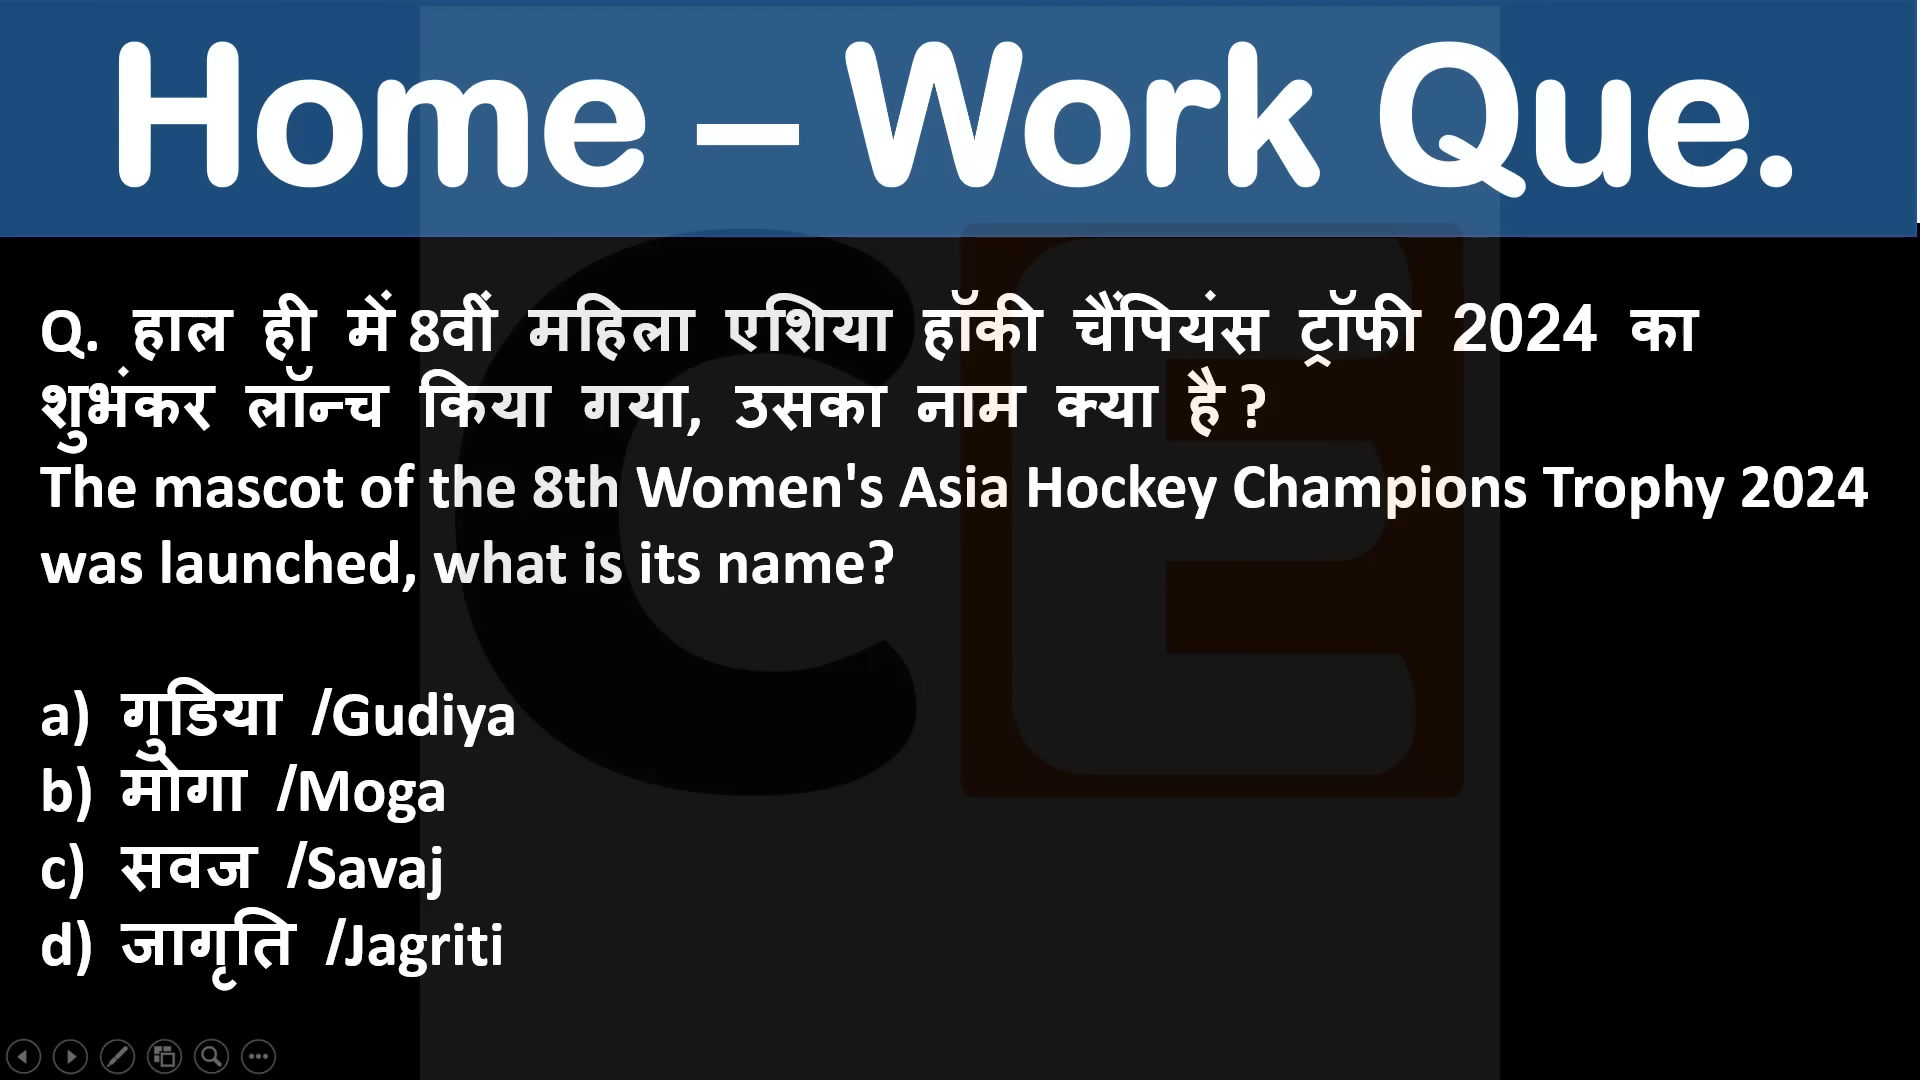 Home – Work Que.
Q. हाल ही में 8वीं महिला एशिया हॉकी चैंपियंस ट्रॉफी 2024 का
शुभंकर लॉन्च किया गया, उसका नाम क्या है ?
The mascot of the 8th Women's Asia Hockey Champions Trophy 2024
was launched, what is its name?
a) गुडिया /Gudiya
b) मोगा /Moga
c) सवज /Savaj
d) जागृति /Jagriti
CE